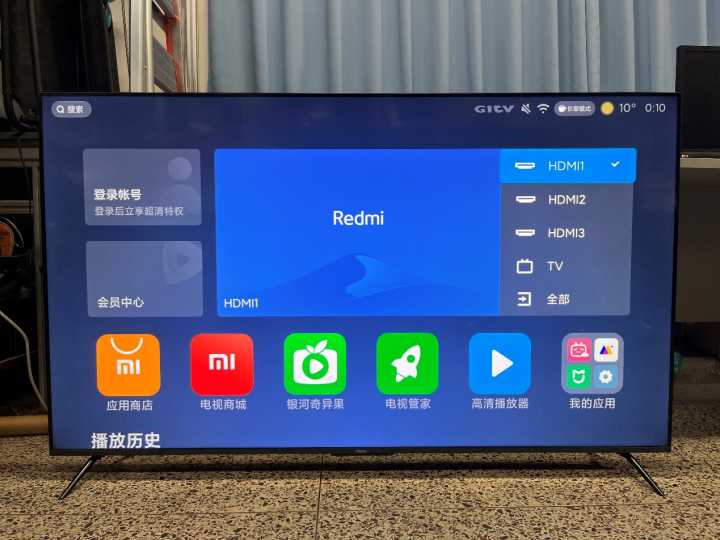 搜索
GITV
长辈模式
10°
0:10
登录帐号
登录后立享超清特权
会员中心
Redmi
HDMI1
HDMI1
HDMI2
HDMI3
TV
全部
应用商店
电视商城
银河奇异果
电视管家
高清播放器
我的应用
播放历史